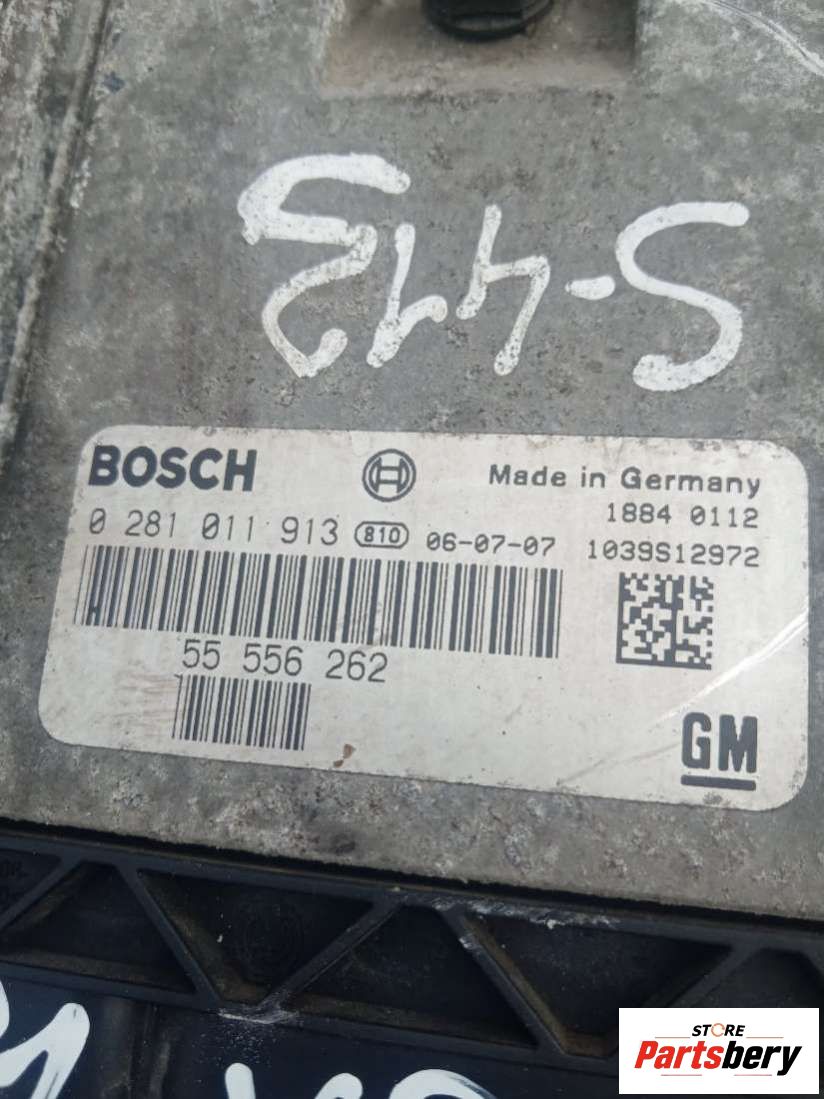 BOSCH Made in Germany
1884 0112
0 281 011 913 810 06-07-07 1039S12972
55 556 262
GM
STORE
Partsbery